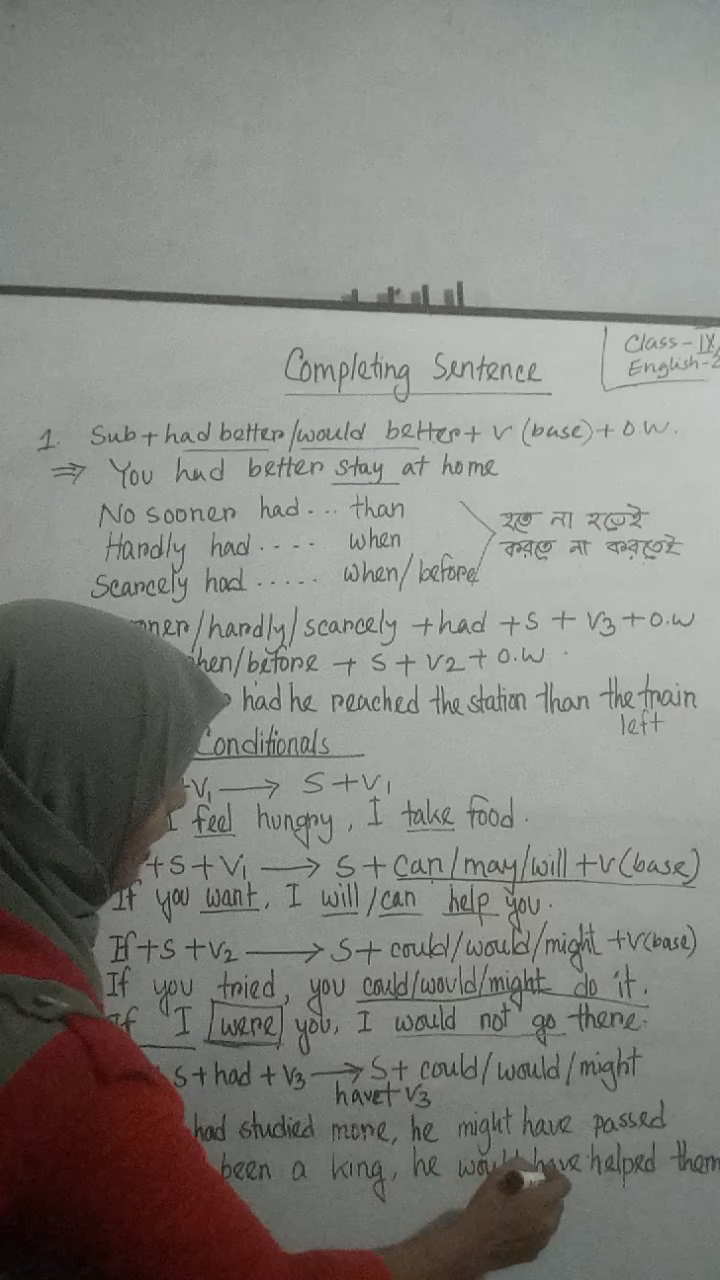 Class-IX
English-2
Completing Sentence
1. Sub + had better/would better + v (base) + O.W.
⇒ You had better stay at home
No sooner had... than
Hardly had.... when
Scarcely had..... when/before
হতে না হতেই
করতে না করতেই
/hardly/scarcely + had + S + V3 + O.W
/before + S + V2 + O.W.
had he reached the station than the train
left
Conditionals
+V₁ → S + V₁
I feel hungry, I take food.
+ S + V₁ → S + can/may/will + v (base)
If you want, I will/can help you.
If + S + V2 → S + could/would/might + v (base)
If you tried, you could/would/might do it.
If I were you, I would not go there.
S + had + V3 → S + could/would/might
have + V3
had studied more, he might have passed
been a king, he would have helped them